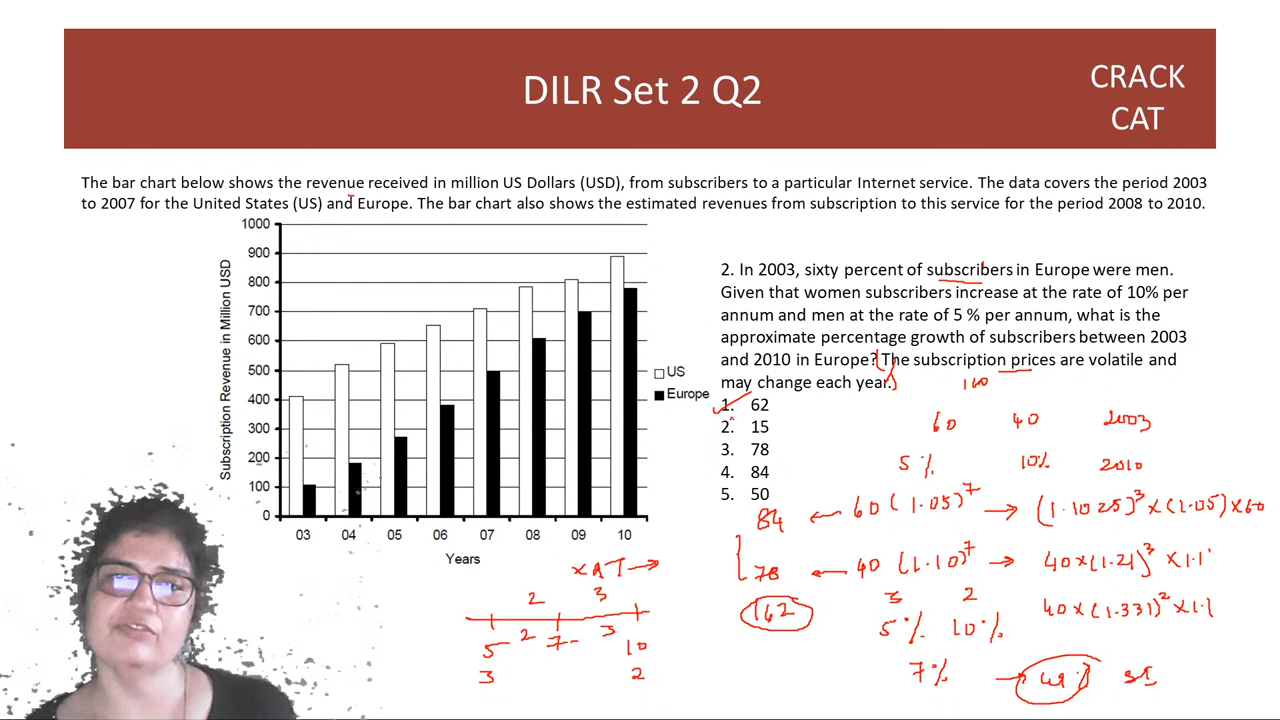 DILR Set 2 Q2
CRACK
CAT
The bar chart below shows the revenue received in million US Dollars (USD), from subscribers to a particular Internet service. The data covers the period 2003
to 2007 for the United States (US) and Europe. The bar chart also shows the estimated revenues from subscription to this service for the period 2008 to 2010.
1000
900
800
700
600
500
400
300
200
100
0
Subscription Revenue in Million USD
03 04 05 06 07 08 09 10
Years
US
Europe
2. In 2003, sixty percent of subscribers in Europe were men.
Given that women subscribers increase at the rate of 10% per
annum and men at the rate of 5 % per annum, what is the
approximate percentage growth of subscribers between 2003
and 2010 in Europe? The subscription prices are volatile and
may change each year.
1. 62
2. 15
3. 78
4. 84
5. 50
100
60 40 2003
5% 10% 2010
84 ← 60(1.05)^7 → (1.1025)^3×(1.05)×60
78 ← 40(1.10)^7 → 40×(1.21)^3×1.1
162
40×(1.331)^2×1.1
3 2
5% 10%
7% → 49%
XAT →
2 3
2 3
5 7 10
3 2